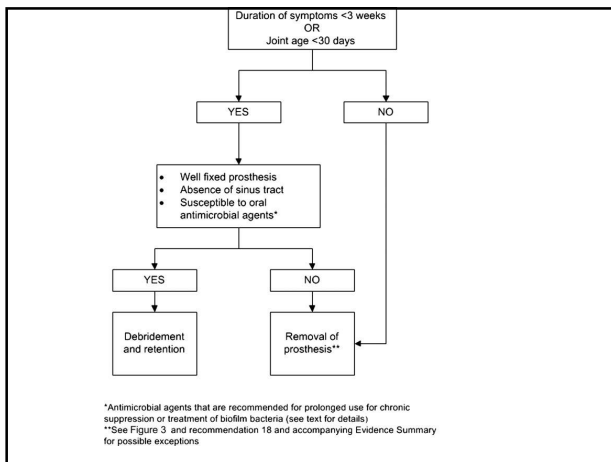 Duration of symptoms <3 weeks
OR
Joint age <30 days
YES
NO
• Well fixed prosthesis
• Absence of sinus tract
• Susceptible to oral
antimicrobial agents*
YES
NO
Debridement
and retention
Removal of
prosthesis**
*Antimicrobial agents that are recommended for prolonged use for chronic
suppression or treatment of biofilm bacteria (see text for details)
**See Figure 3 and recommendation 18 and accompanying Evidence Summary
for possible exceptions